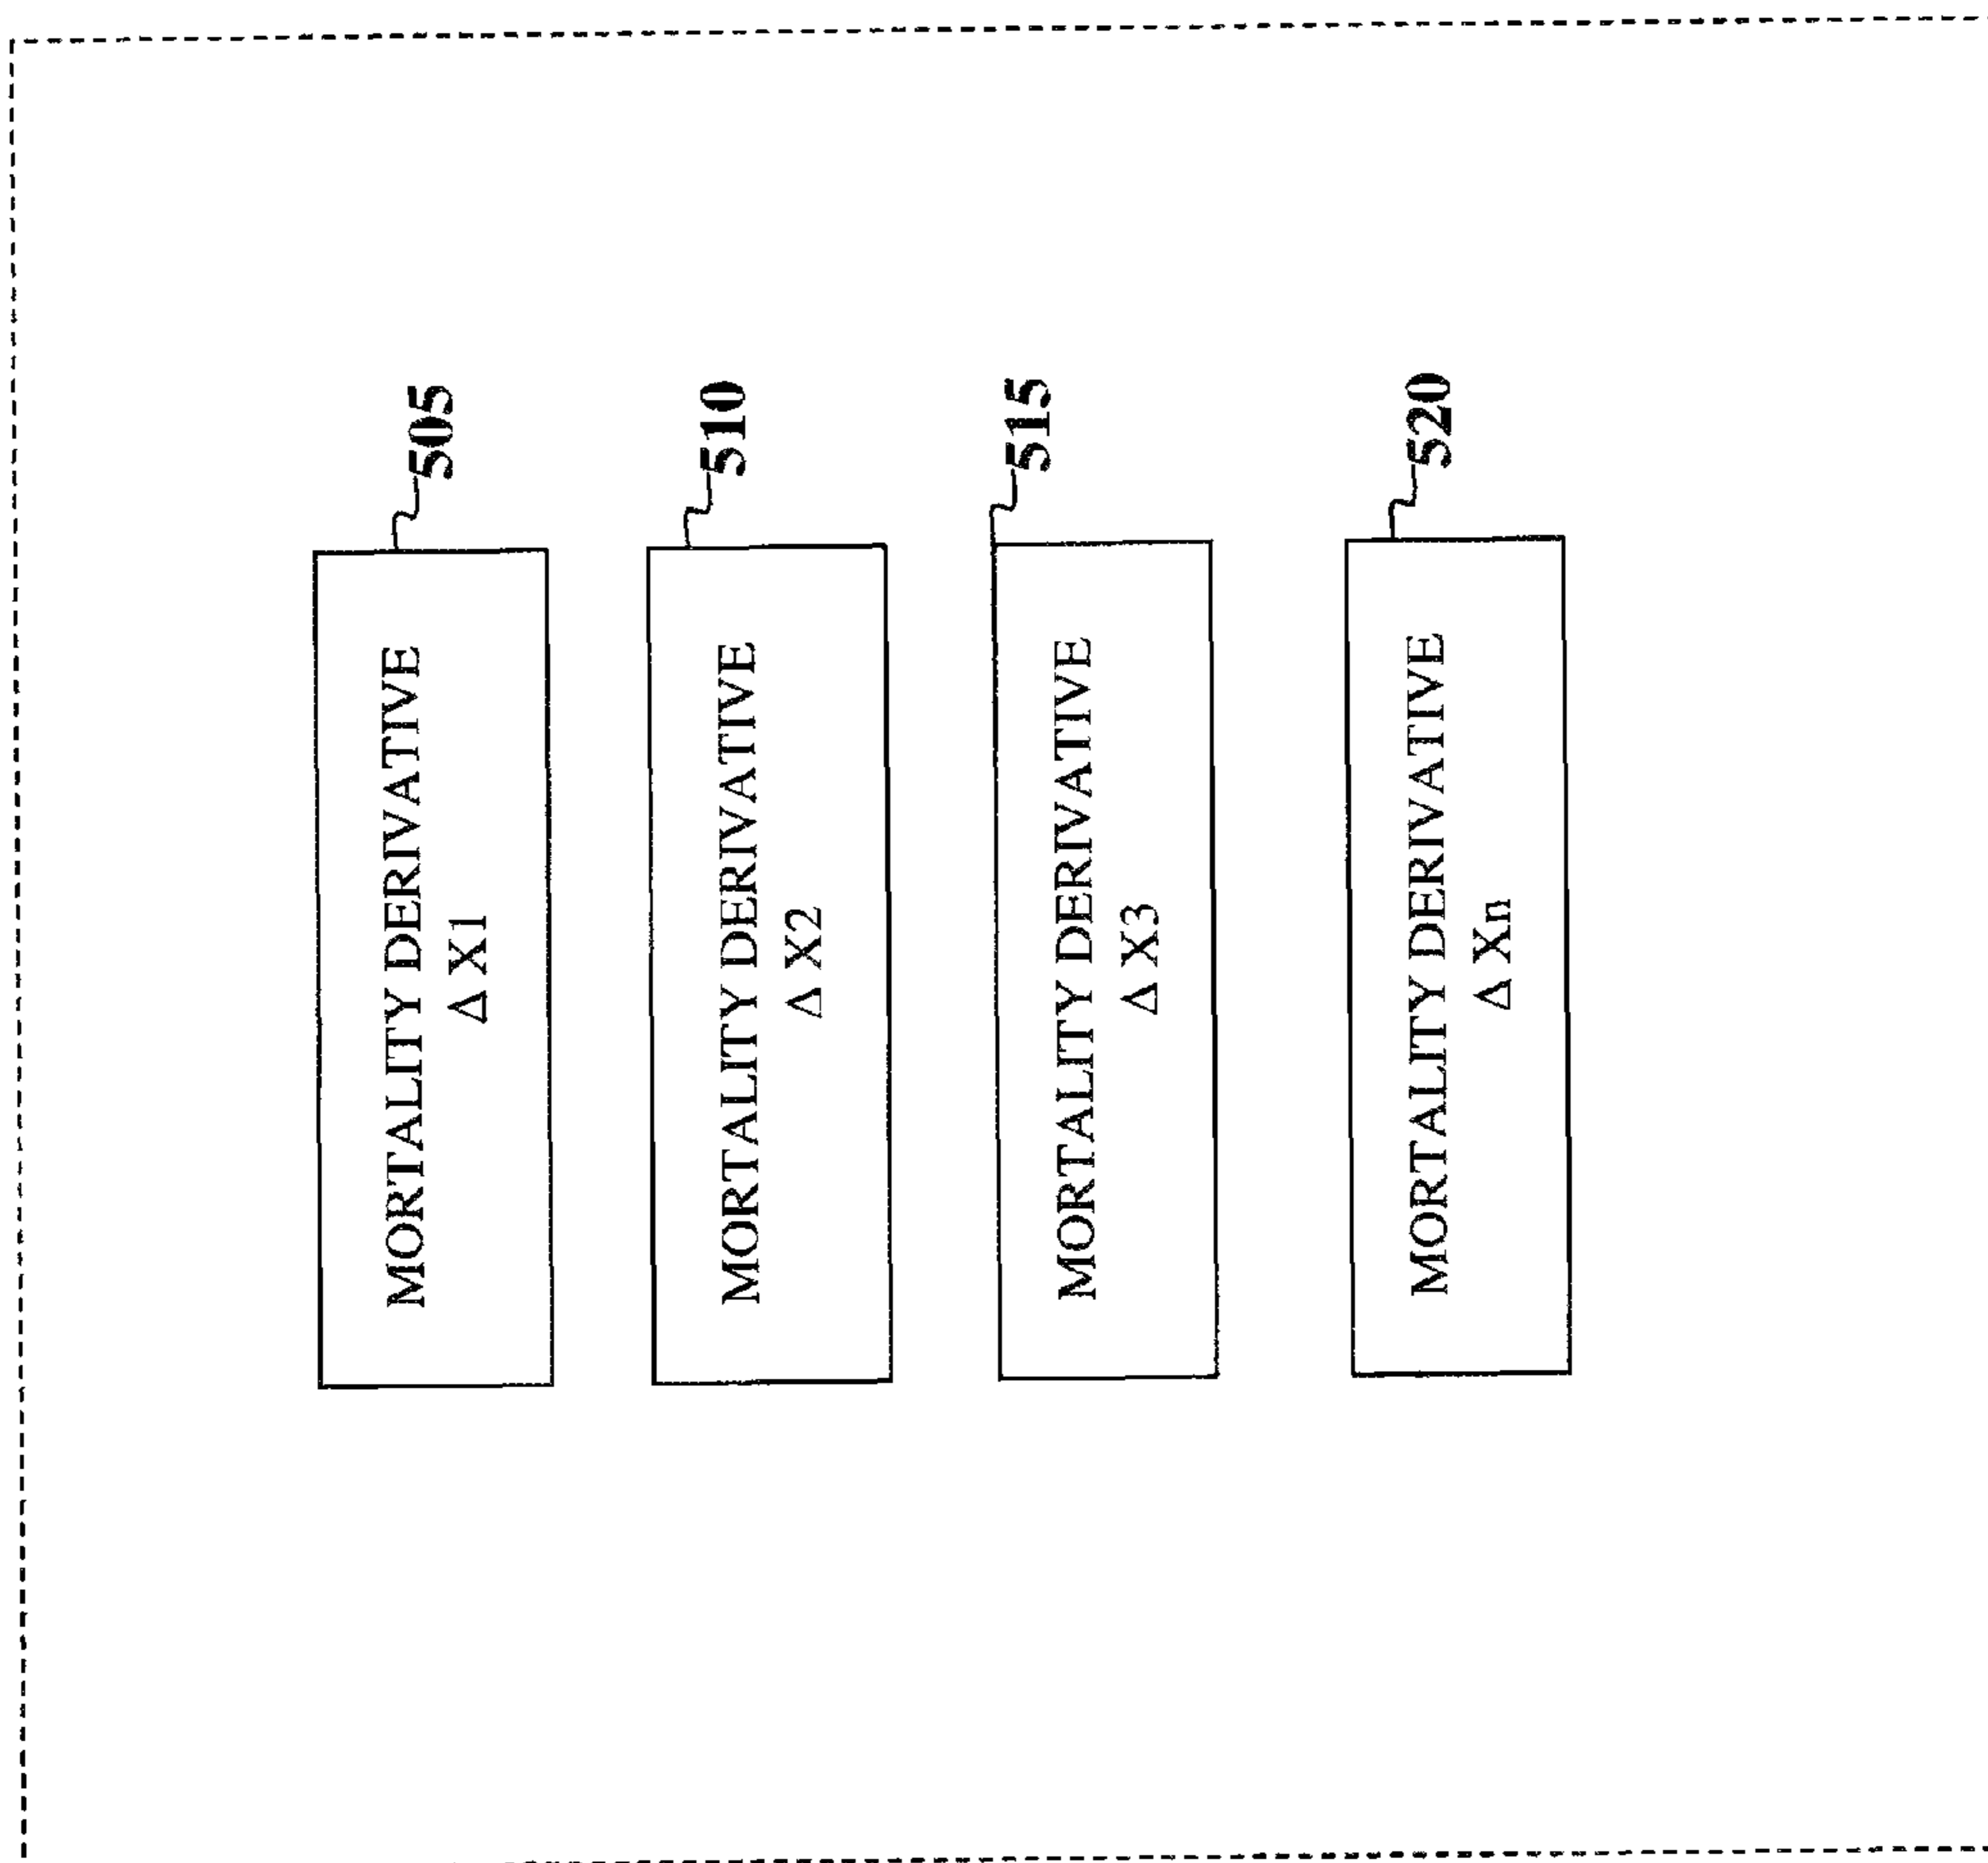 505
MORTALITY DERIVATIVE
Δ X1
510
MORTALITY DERIVATIVE
Δ X2
515
MORTALITY DERIVATIVE
Δ X3
520
MORTALITY DERIVATIVE
Δ Xn